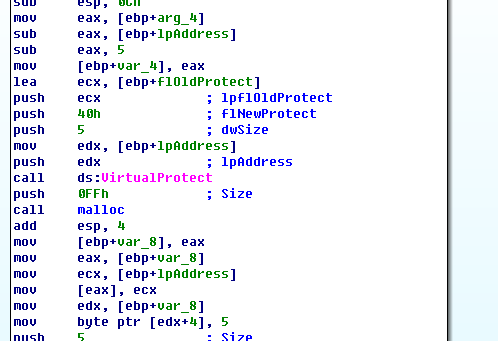 sub esp, 0Ch
mov eax, [ebp+arg_4]
sub eax, [ebp+lpAddress]
sub eax, 5
mov [ebp+var_4], eax
lea ecx, [ebp+flOldProtect]
push ecx ; lpflOldProtect
push 40h ; flNewProtect
push 5 ; dwSize
mov edx, [ebp+lpAddress]
push edx ; lpAddress
call ds:VirtualProtect
push 0FFh ; Size
call malloc
add esp, 4
mov [ebp+var_8], eax
mov eax, [ebp+var_8]
mov ecx, [ebp+lpAddress]
mov [eax], ecx
mov edx, [ebp+var_8]
mov byte ptr [edx+4], 5
push 5 ; Size